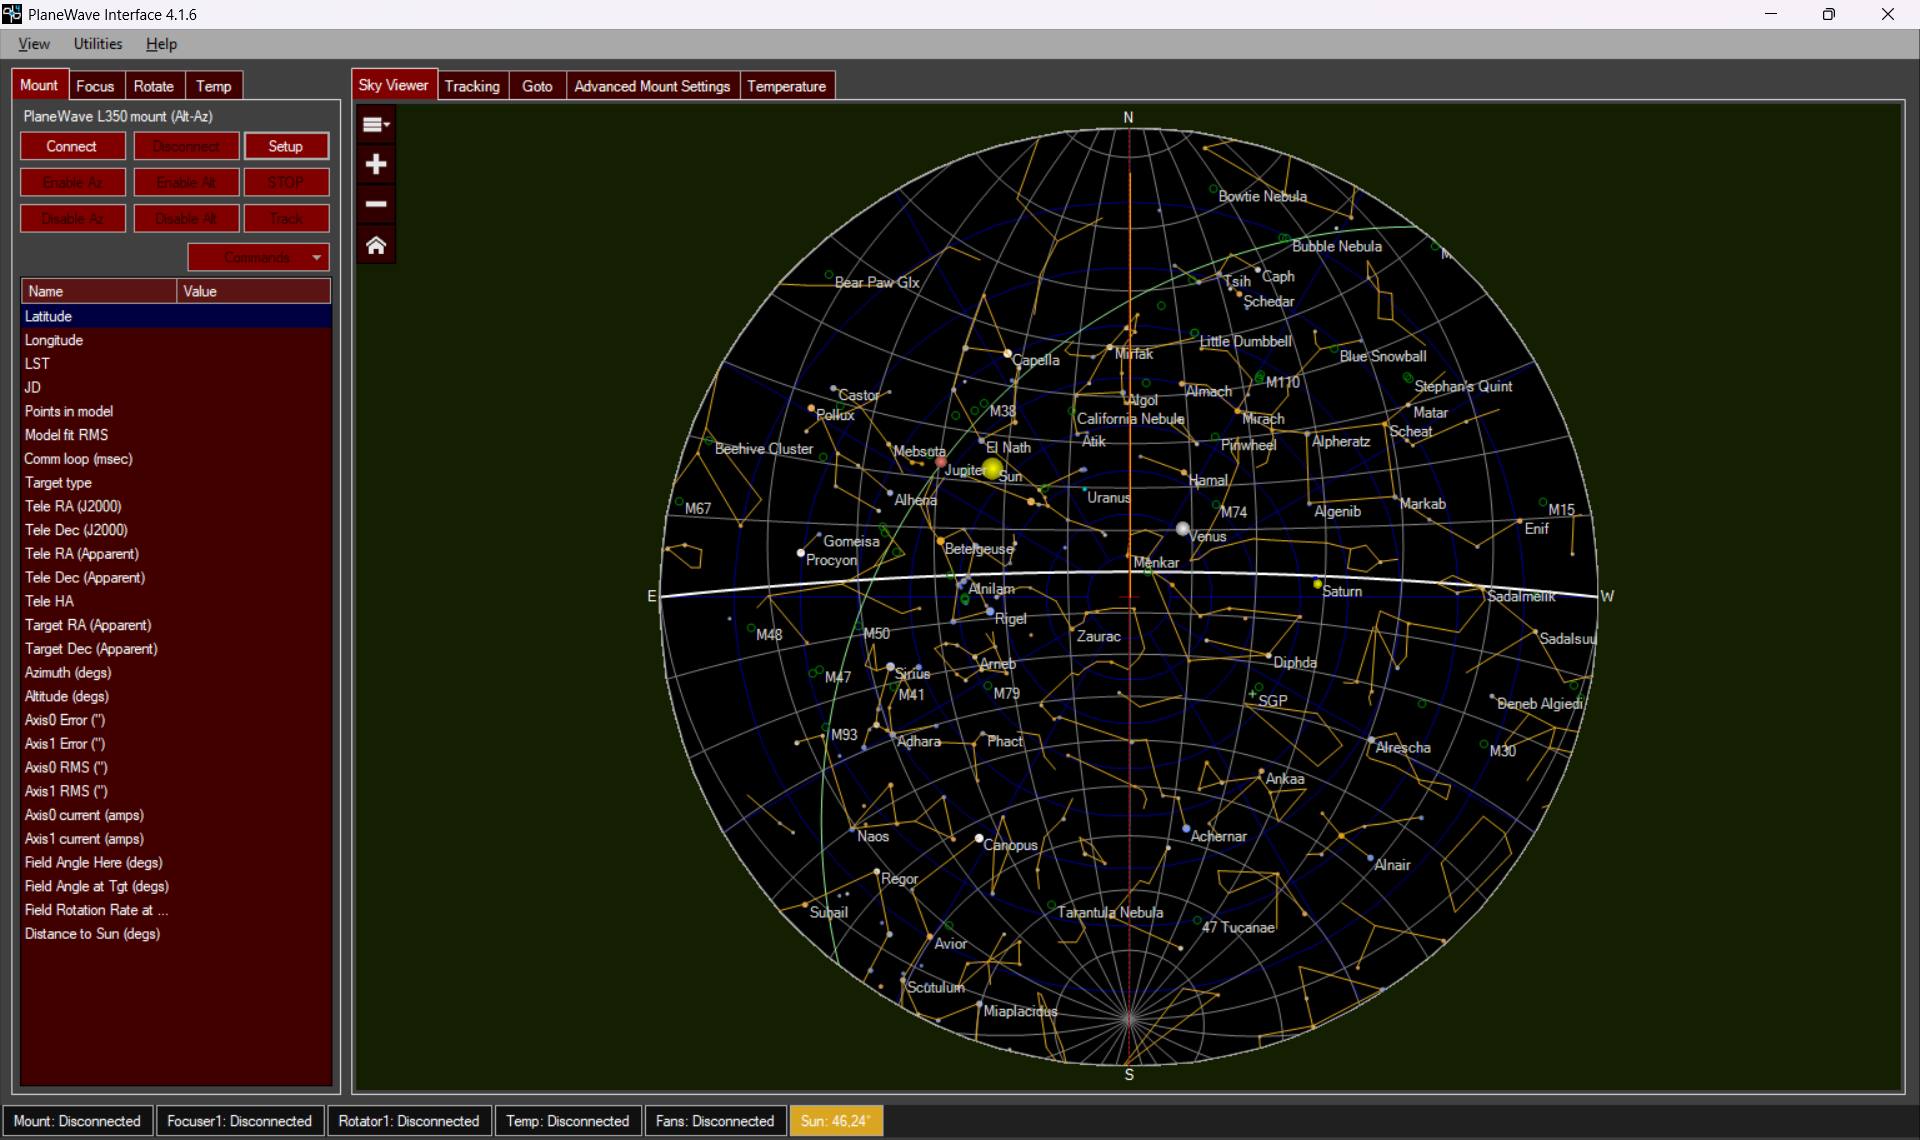 PlaneWave Interface 4.1.6
View Utilities Help
Mount Focus Rotate Temp
Sky Viewer Tracking Goto Advanced Mount Settings Temperature
PlaneWave L350 mount (Alt-Az)
Connect Disconnect Setup
Enable Az Enable Alt STOP
Disable Az Disable Alt Track
Commands
Name Value
Latitude
Longitude
LST
JD
Points in model
Model fit RMS
Comm loop (msec)
Target type
Tele RA (J2000)
Tele Dec (J2000)
Tele RA (Apparent)
Tele Dec (Apparent)
Tele HA
Target RA (Apparent)
Target Dec (Apparent)
Azimuth (degs)
Altitude (degs)
Axis0 Error (")
Axis1 Error (")
Axis0 RMS (")
Axis1 RMS (")
Axis0 current (amps)
Axis1 current (amps)
Field Angle Here (degs)
Field Angle at Tgt (degs)
Field Rotation Rate at ...
Distance to Sun (degs)
N
Bowtie Nebula
Bubble Nebula
M
Bear Paw Glx
Tsih
Caph
Schedar
Little Dumbbell
Capella
Mirfak
Blue Snowball
Castor
Almach
M110
Stephan's Quint
Pollux
M38
Algol
California Nebula
Mirach
Matar
Scheat
Beehive Cluster
Mebsuta
El Nath
Atik
Pinwheel
Alpheratz
Jupiter
Sun
Hamal
Alhena
Uranus
M67
M74
Algenib
Markab
M15
Enif
Gomeisa
Procyon
Betelgeuse
Venus
Menkar
E
Alnilam
Saturn
Sadalmelik
W
Rigel
M48
M50
Zaurac
Sadalsuu
Arneb
Diphda
Sirius
M47
M41
M79
SGP
Deneb Algiedi
M93
Adhara
Phact
Alrescha
M30
Ankaa
Naos
Canopus
Achernar
Alnair
Regor
Suhail
Tarantula Nebula
47 Tucanae
Avior
Scutulum
Miaplacidus
S
Mount: Disconnected Focuser1: Disconnected Rotator1: Disconnected Temp: Disconnected Fans: Disconnected Sun: 46,24°